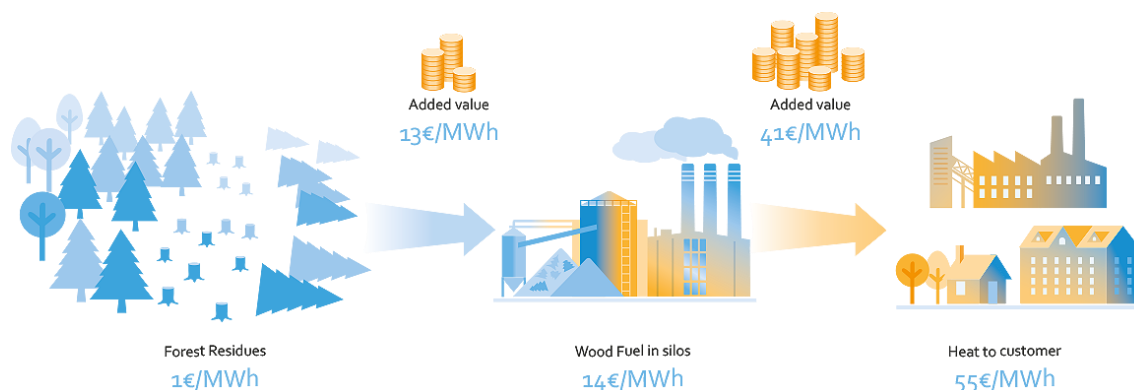 Added value
13€/MWh
Added value
41€/MWh
Forest Residues
1€/MWh
Wood Fuel in silos
14€/MWh
Heat to customer
55€/MWh